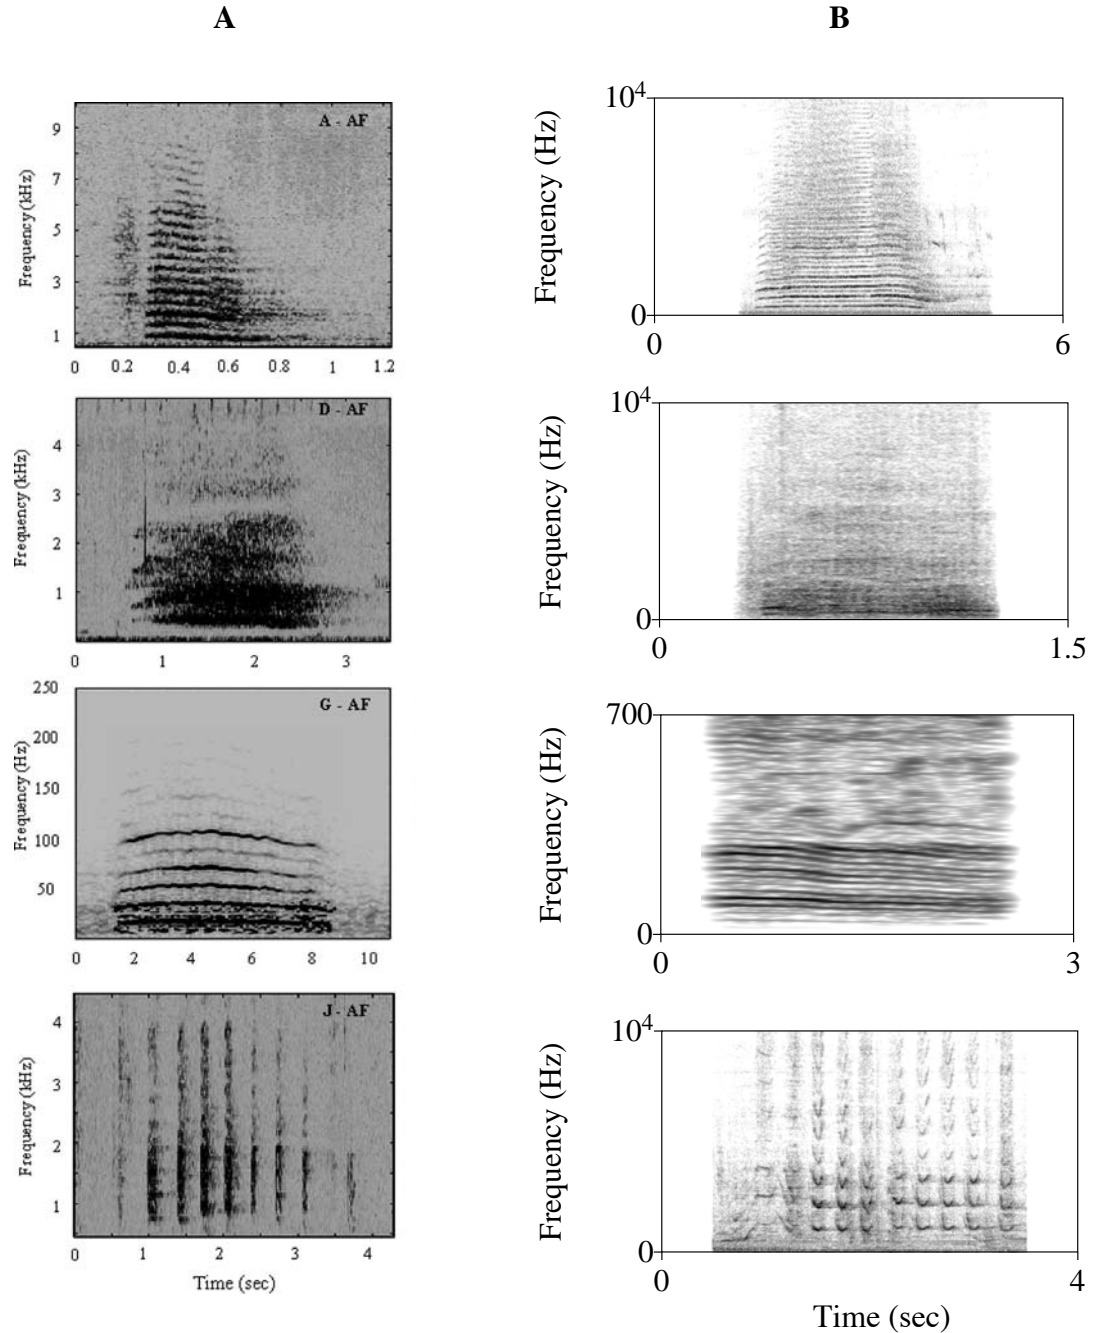 A
B
A - AF
Frequency (kHz)
9
7
5
3
1
0 0.2 0.4 0.6 0.8 1 1.2
10⁴
Frequency (Hz)
0
0 6
D - AF
Frequency (kHz)
4
3
2
1
0 1 2 3
10⁴
Frequency (Hz)
0
0 1.5
G - AF
Frequency (Hz)
250
200
150
100
50
0 2 4 6 8 10
700
Frequency (Hz)
0
0 3
J - AF
Frequency (kHz)
4
3
2
1
0 1 2 3 4
Time (sec)
10⁴
Frequency (Hz)
0
0 4
Time (sec)